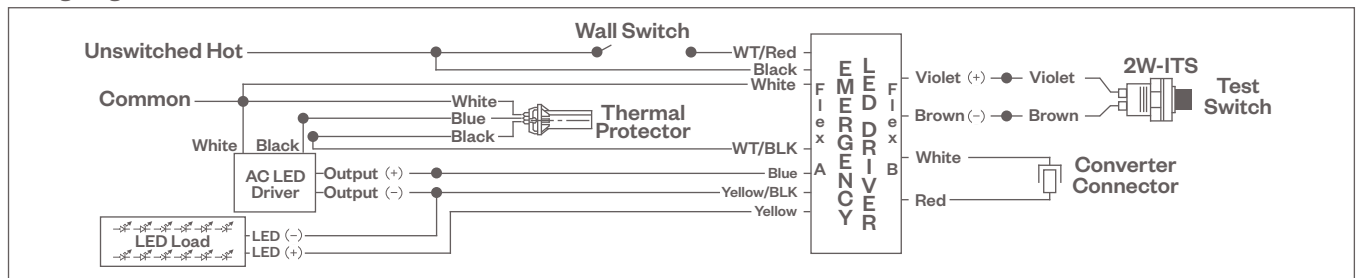 Unswitched Hot
Wall Switch
WT/Red
Black
White
Common
White
Blue
Black
Thermal
Protector
White
Black
WT/BLK
AC LED
Driver
Output (+)
Output (-)
Blue
Yellow/BLK
Yellow
LED Load
LED (-)
LED (+)
Flex A
EMERGENCY
LED DRIVER
Flex B
Violet (+)
Violet
Brown (-)
Brown
2W-ITS
Test
Switch
White
Red
Converter
Connector